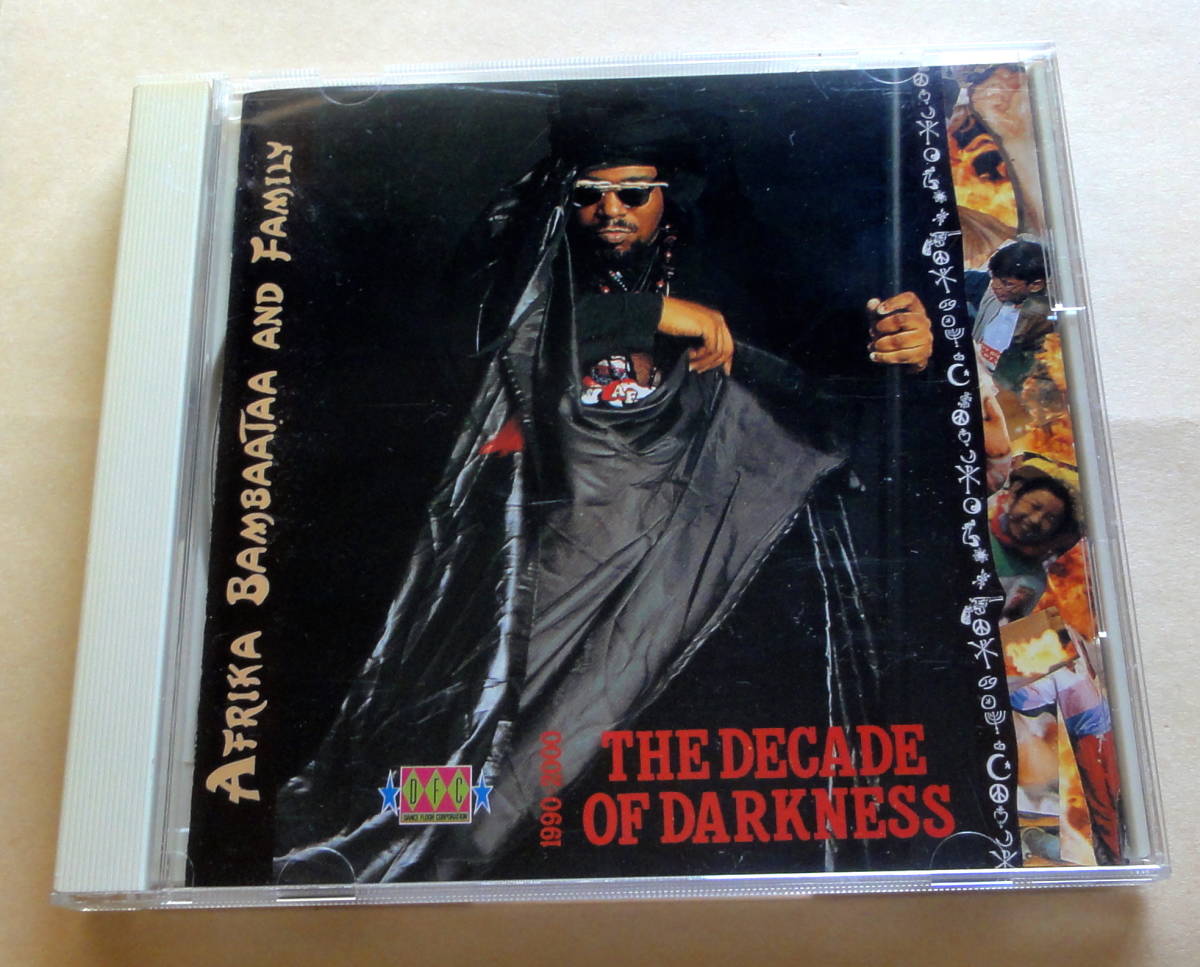 AFRIKA BAMBAATAA AND FAMILY
DFC
DANCE FLOOR CORPORATION
1990-2000
THE DECADE
OF DARKNESS